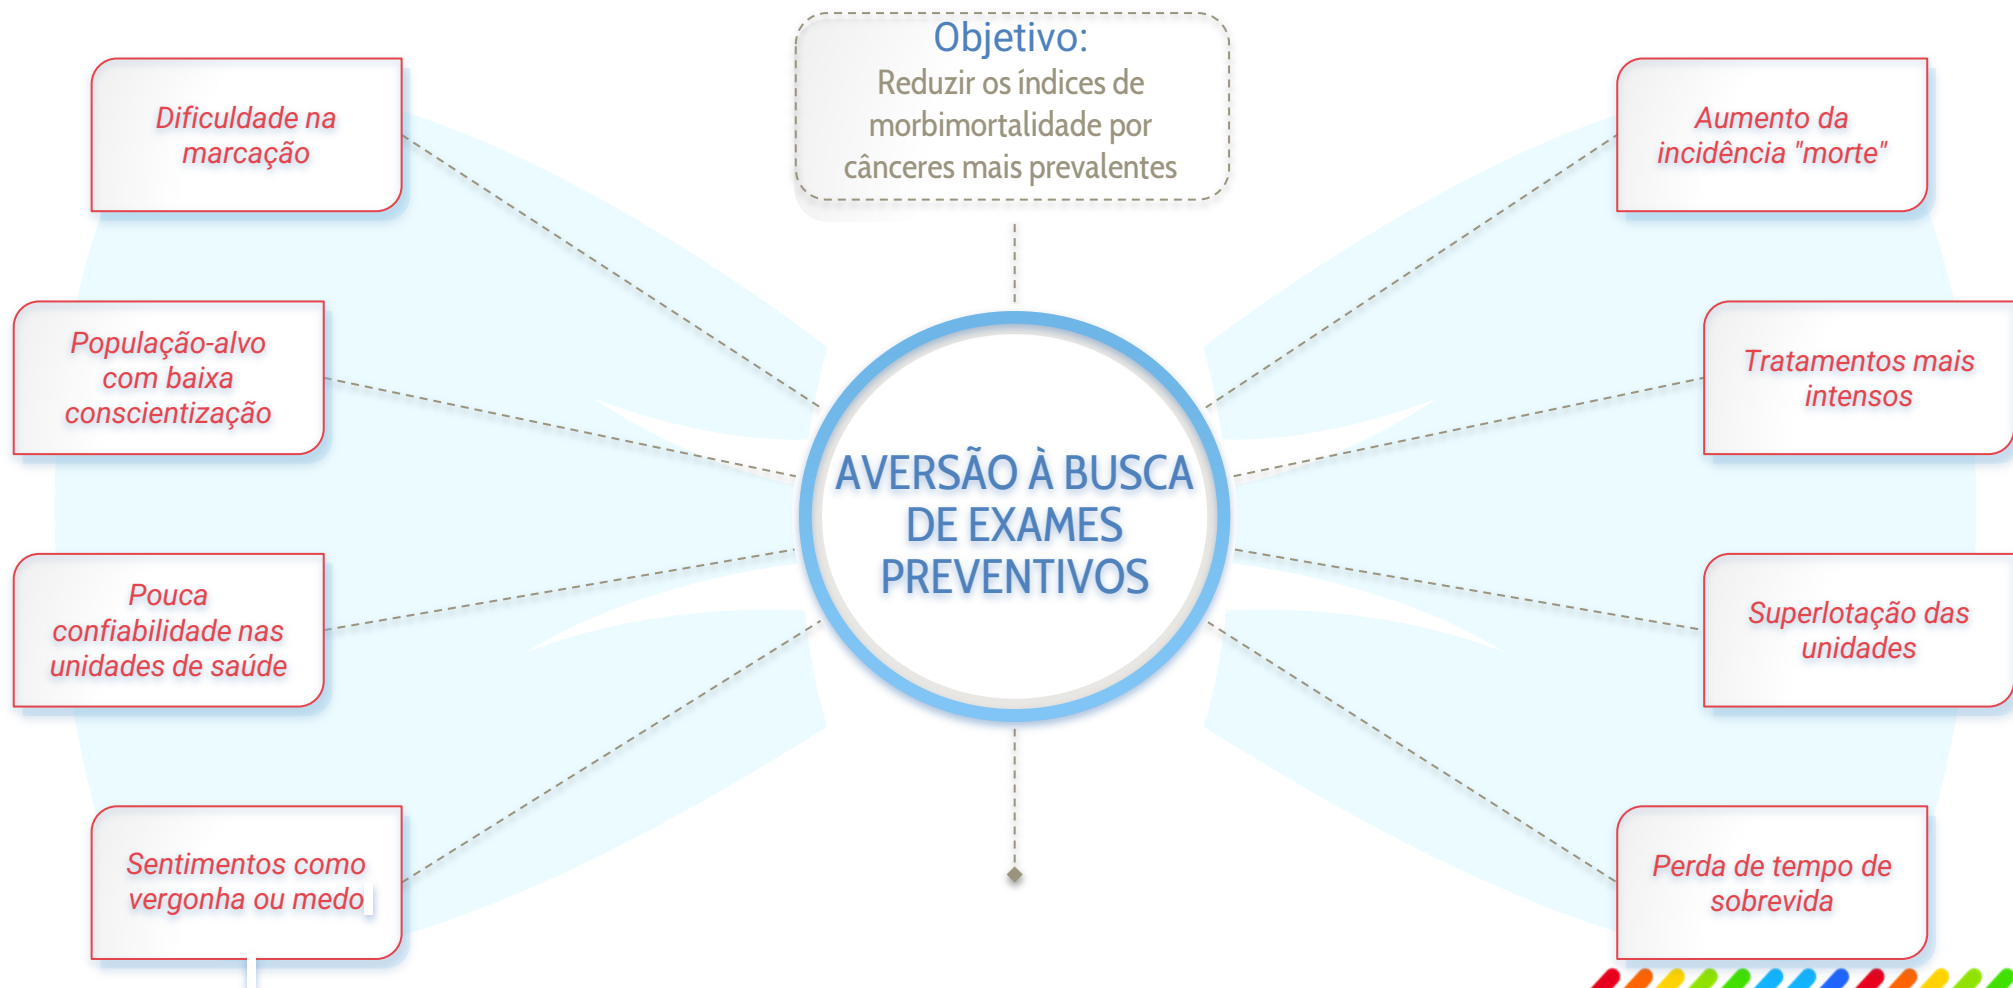 Objetivo:
Reduzir os índices de
morbimortalidade por
cânceres mais prevalentes
Dificuldade na
marcação
População-alvo
com baixa
conscientização
Pouca
confiabilidade nas
unidades de saúde
Sentimentos como
vergonha ou medo
AVERSÃO À BUSCA
DE EXAMES
PREVENTIVOS
Aumento da
incidência "morte"
Tratamentos mais
intensos
Superlotação das
unidades
Perda de tempo de
sobrevida